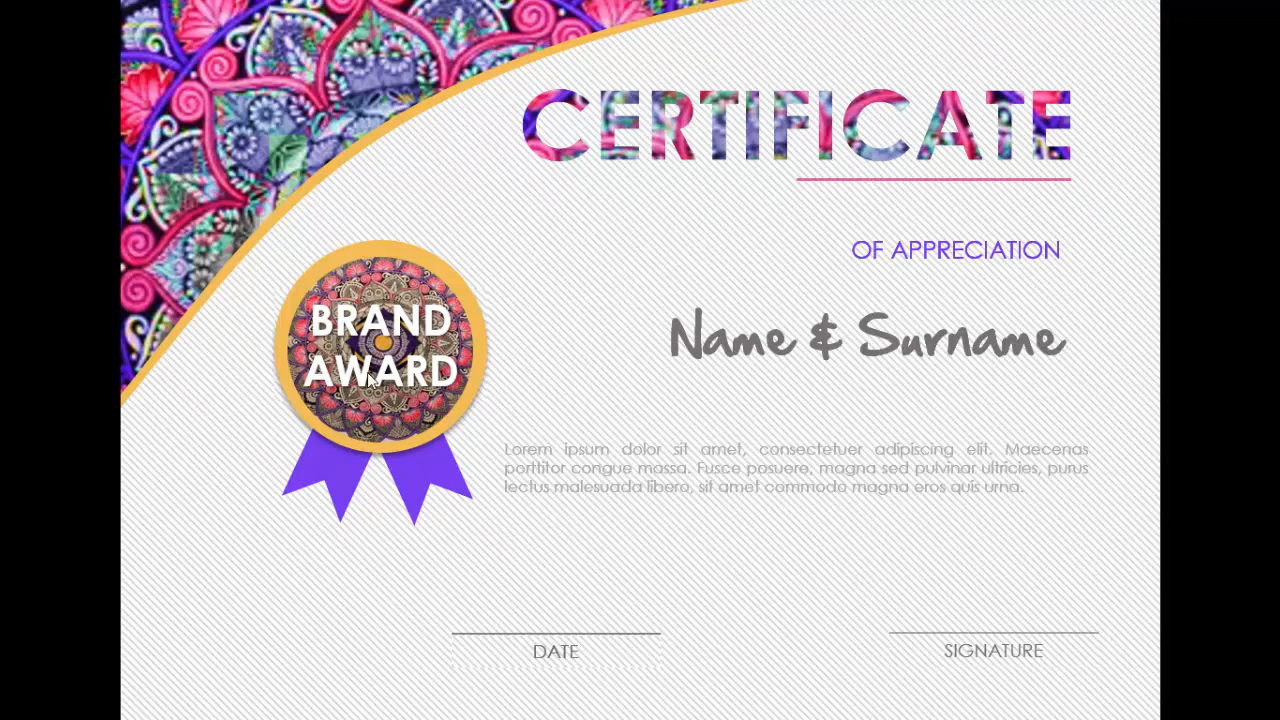 CERTIFICATE
OF APPRECIATION
Name & Surname
BRAND
AWARD
Lorem ipsum dolor sit amet, consectetuer adipiscing elit. Maecenas
porttitor congue massa. Fusce posuere, magna sed pulvinar ultricies, purus
lectus malesuada libero, sit amet commodo magna eros quis urna.
DATE
SIGNATURE